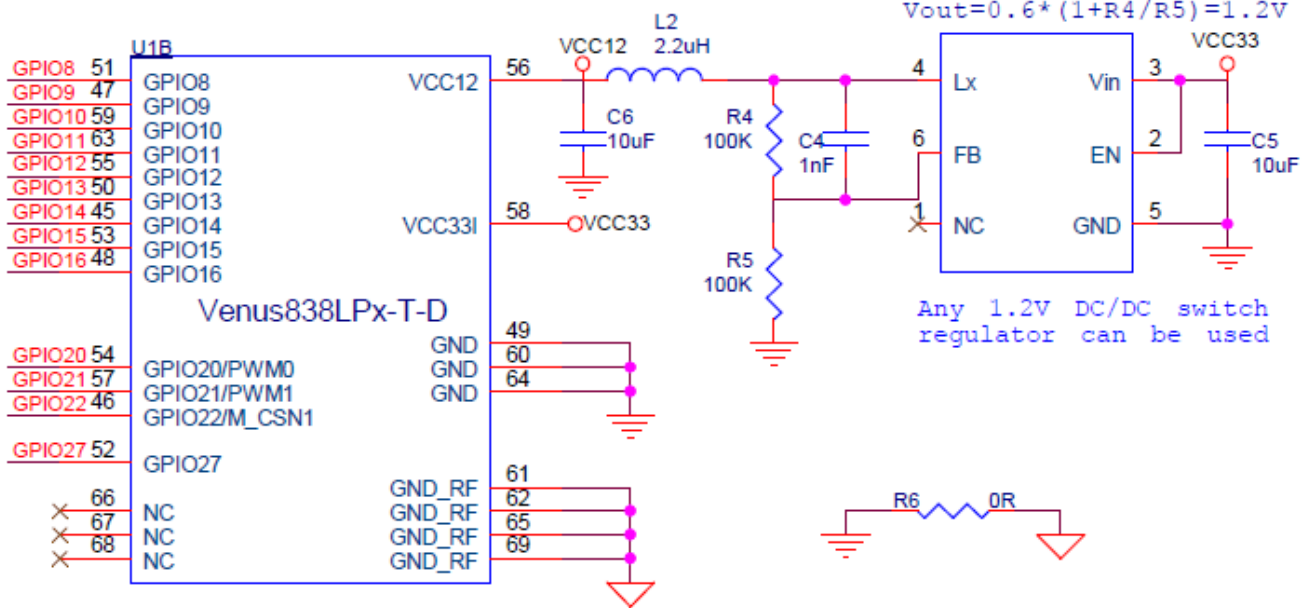 Vout=0.6*(1+R4/R5)=1.2V
U1B
L2
2.2uH
VCC12
VCC33
GPIO8 51 GPIO8
GPIO9 47 GPIO9
GPIO10 59 GPIO10
GPIO11 63 GPIO11
GPIO12 55 GPIO12
GPIO13 50 GPIO13
GPIO14 45 GPIO14
GPIO15 53 GPIO15
GPIO16 48 GPIO16
VCC12 56
VCC33I 58 VCC33
C6
10uF
R4
100K
C4
1nF
R5
100K
4 Lx
6 FB
1 NC
Vin 3
EN 2
GND 5
C5
10uF
Any 1.2V DC/DC switch
regulator can be used
Venus838LPx-T-D
GPIO20 54 GPIO20/PWM0
GPIO21 57 GPIO21/PWM1
GPIO22 46 GPIO22/M_CSN1
GPIO27 52 GPIO27
66 NC
67 NC
68 NC
GND 49
GND 60
GND 64
GND_RF 61
GND_RF 62
GND_RF 65
GND_RF 69
R6 0R